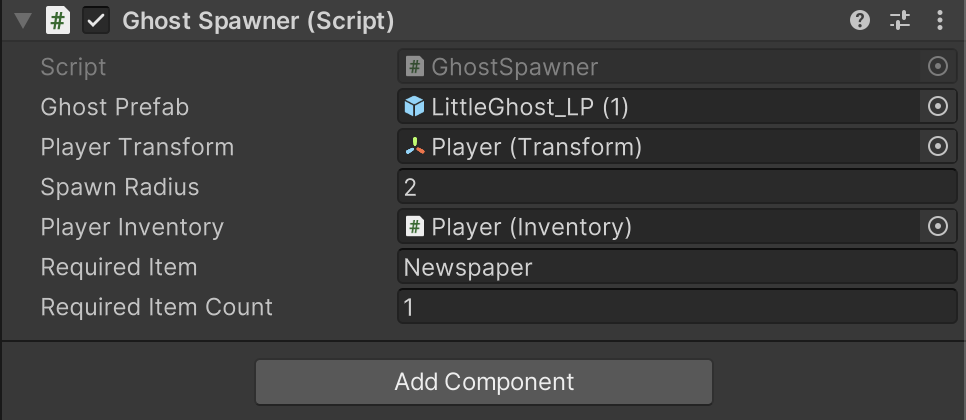 # Ghost Spawner (Script) ?
Script # GhostSpawner
Ghost Prefab LittleGhost_LP (1)
Player Transform Player (Transform)
Spawn Radius 2
Player Inventory # Player (Inventory)
Required Item Newspaper
Required Item Count 1
Add Component